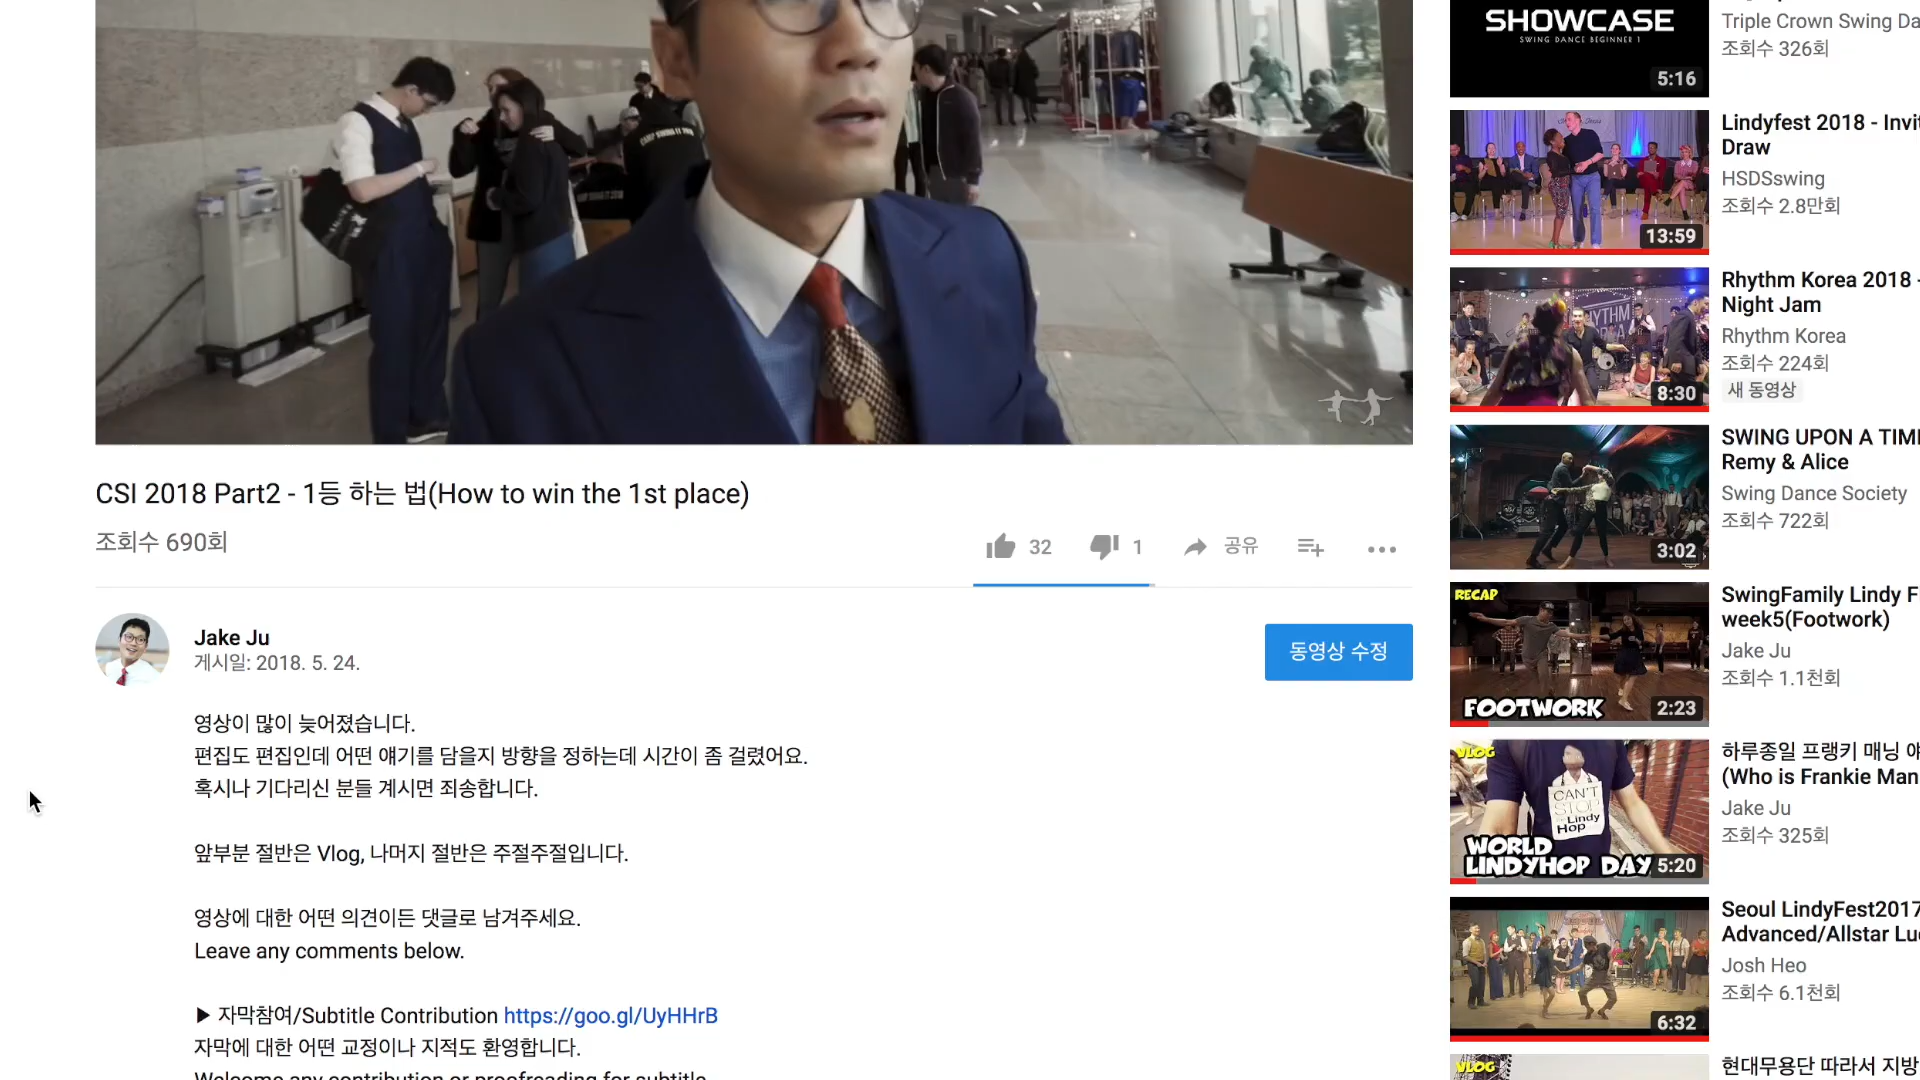 CSI 2018 Part2 - 1등 하는 법(How to win the 1st place)
조회수 690회
32
1
공유
Jake Ju
게시일: 2018. 5. 24.
동영상 수정
영상이 많이 늦어졌습니다.
편집도 편집인데 어떤 얘기를 담을지 방향을 정하는데 시간이 좀 걸렸어요.
혹시나 기다리신 분들 계시면 죄송합니다.
앞부분 절반은 Vlog, 나머지 절반은 주절주절입니다.
영상에 대한 어떤 의견이든 댓글로 남겨주세요.
Leave any comments below.
▶ 자막참여/Subtitle Contribution https://goo.gl/UyHHrB
자막에 대한 어떤 교정이나 지적도 환영합니다.
Welcome any contribution or proofreading for subtitle
SHOWCASE
SWING DANCE BEGINNER 1
5:16
Triple Crown Swing Da
조회수 326회
13:59
Lindyfest 2018 - Invit
Draw
HSDSswing
조회수 2.8만회
8:30
Rhythm Korea 2018 -
Night Jam
Rhythm Korea
조회수 224회
새 동영상
3:02
SWING UPON A TIME
Remy & Alice
Swing Dance Society
조회수 722회
RECAP
FOOTWORK
2:23
SwingFamily Lindy F
week5(Footwork)
Jake Ju
조회수 1.1천회
VLOG
CAN'T
STOP
Lindy
Hop
WORLD
LINDYHOP DAY
5:20
하루종일 프랭키 매닝 얘
(Who is Frankie Man
Jake Ju
조회수 325회
6:32
Seoul LindyFest2017
Advanced/Allstar Lu
Josh Heo
조회수 6.1천회
VLOG
현대무용단 따라서 지방